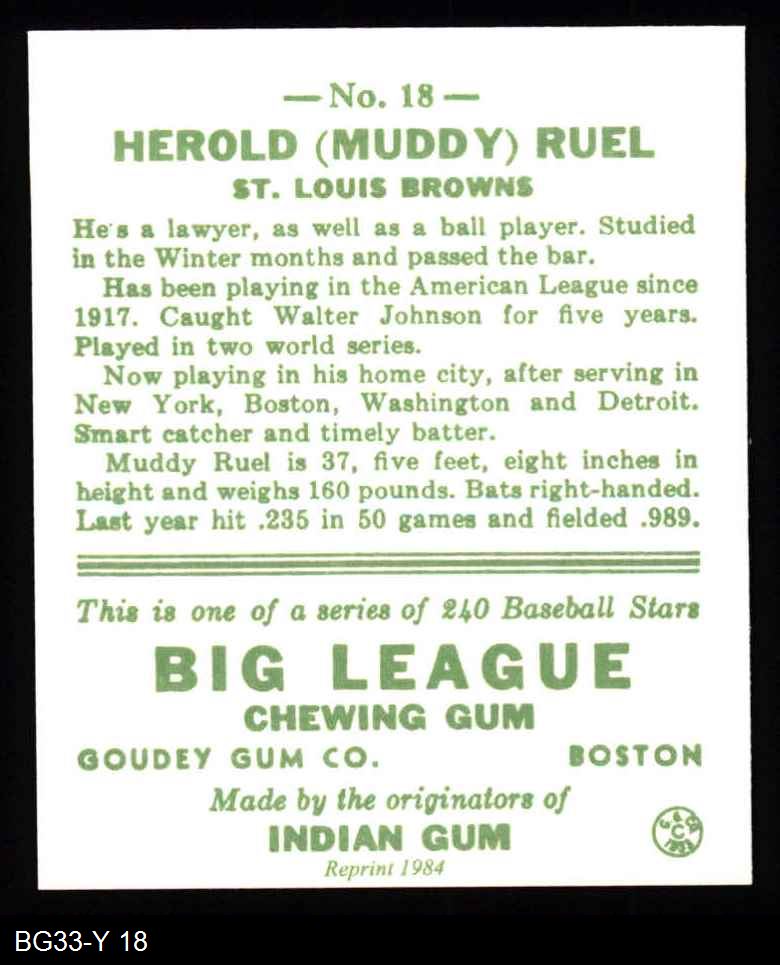 — No. 18 —
HEROLD (MUDDY) RUEL
ST. LOUIS BROWNS
He's a lawyer, as well as a ball player. Studied
in the Winter months and passed the bar.
Has been playing in the American League since
1917. Caught Walter Johnson for five years.
Played in two world series.
Now playing in his home city, after serving in
New York, Boston, Washington and Detroit.
Smart catcher and timely batter.
Muddy Ruel is 37, five feet, eight inches in
height and weighs 160 pounds. Bats right-handed.
Last year hit .235 in 50 games and fielded .989.
This is one of a series of 240 Baseball Stars
BIG LEAGUE
CHEWING GUM
GOUDEY GUM CO. BOSTON
Made by the originators of
INDIAN GUM
Reprint 1984
BG33-Y 18